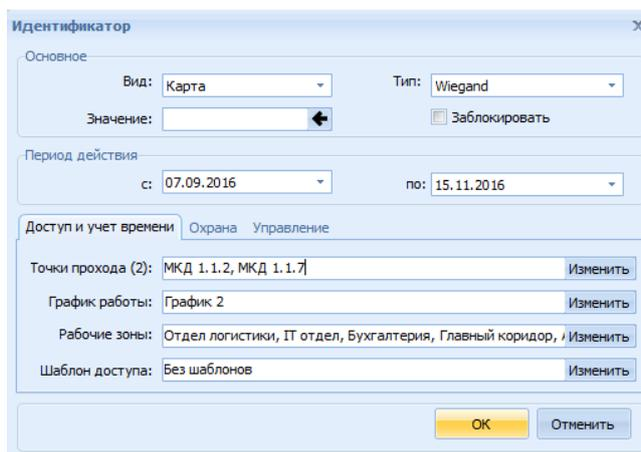 Идентификатор
Основное
Вид: Карта Тип: Wiegand
Значение: Заблокировать
Период действия
с: 07.09.2016 по: 15.11.2016
Доступ и учет времени Охрана Управление
Точки прохода (2): МКД 1.1.2, МКД 1.1.7 Изменить
График работы: График 2 Изменить
Рабочие зоны: Отдел логистики, IT отдел, Бухгалтерия, Главный коридор, Изменить
Шаблон доступа: Без шаблонов Изменить
ОК Отменить